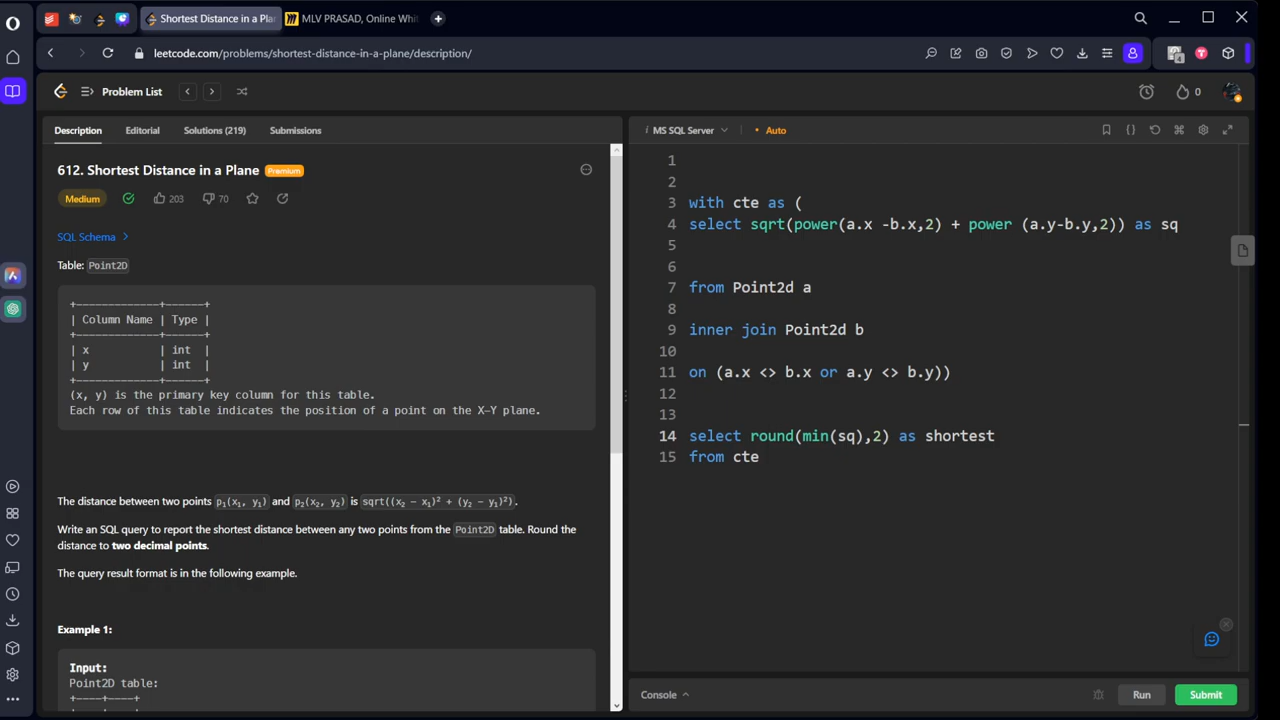 Shortest Distance in a Plane
MLV PRASAD, Online Whit
leetcode.com/problems/shortest-distance-in-a-plane/description/
4
Problem List
0
Description
Editorial
Solutions (219)
Submissions
MS SQL Server
Auto
612. Shortest Distance in a Plane
Premium
Medium
203
70
SQL Schema
Table: Point2D
+-------------+------+
| Column Name | Type |
+-------------+------+
| x           | int  |
| y           | int  |
+-------------+------+
(x, y) is the primary key column for this table.
Each row of this table indicates the position of a point on the X-Y plane.
The distance between two points p₁(x₁, y₁) and p₂(x₂, y₂) is sqrt((x₂ - x₁)² + (y₂ - y₁)²).
Write an SQL query to report the shortest distance between any two points from the Point2D table. Round the
distance to two decimal points.
The query result format is in the following example.
Example 1:
Input:
Point2D table:
+----+----+
1
2
3 with cte as (
4 select sqrt(power(a.x -b.x,2) + power (a.y-b.y,2)) as sq
5
6
7 from Point2d a
8
9 inner join Point2d b
10
11 on (a.x <> b.x or a.y <> b.y))
12
13
14 select round(min(sq),2) as shortest
15 from cte
Console
Run
Submit